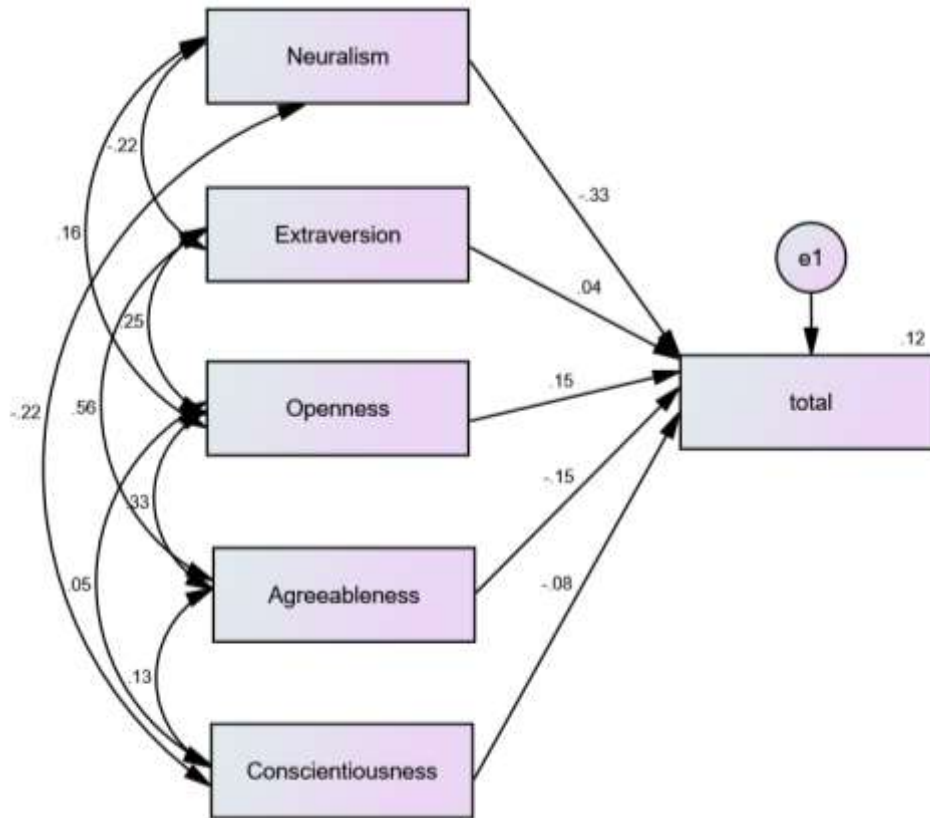 Neuralism
-.22
-.33
Extraversion
.16
e1
.04
.25
.12
Openness
.15
total
-.22
.56
-.15
.33
.05
Agreeableness
-.08
.13
Conscientiousness